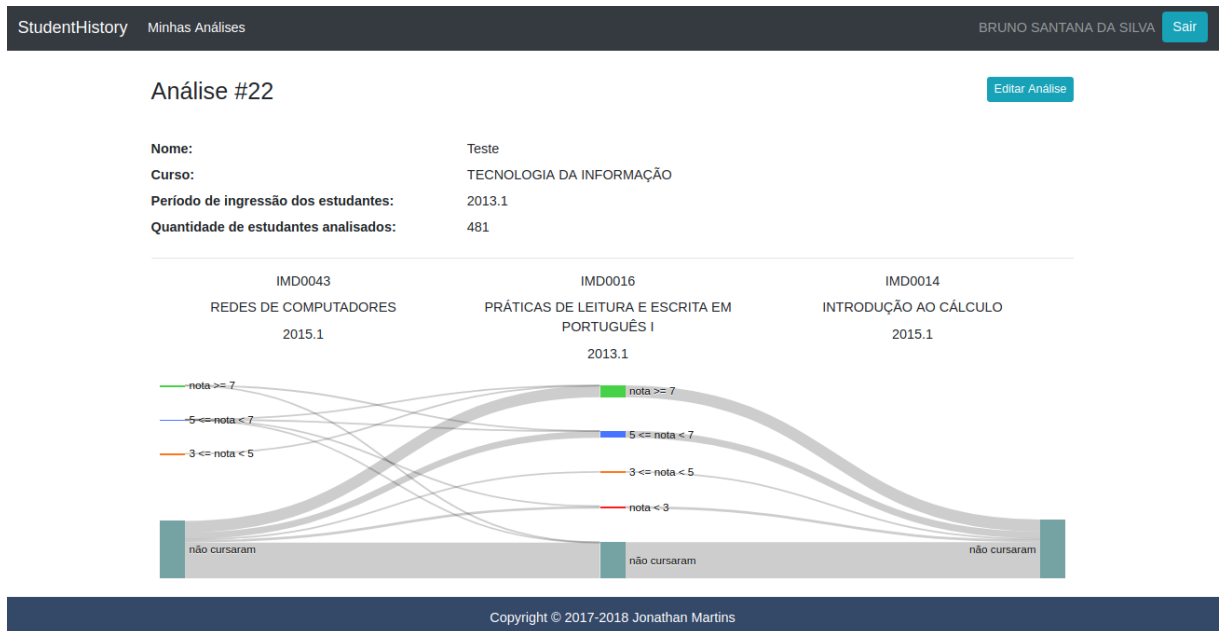 StudentHistory Minhas Análises BRUNO SANTANA DA SILVA Sair
Análise #22 Editar Análise
Nome: Teste
Curso: TECNOLOGIA DA INFORMAÇÃO
Período de ingressão dos estudantes: 2013.1
Quantidade de estudantes analisados: 481
IMD0043
REDES DE COMPUTADORES
2015.1
IMD0016
PRÁTICAS DE LEITURA E ESCRITA EM
PORTUGUÊS I
2013.1
IMD0014
INTRODUÇÃO AO CÁLCULO
2015.1
nota >= 7
5 <= nota < 7
3 <= nota < 5
não cursaram
nota >= 7
5 <= nota < 7
3 <= nota < 5
nota < 3
não cursaram
não cursaram
Copyright © 2017-2018 Jonathan Martins